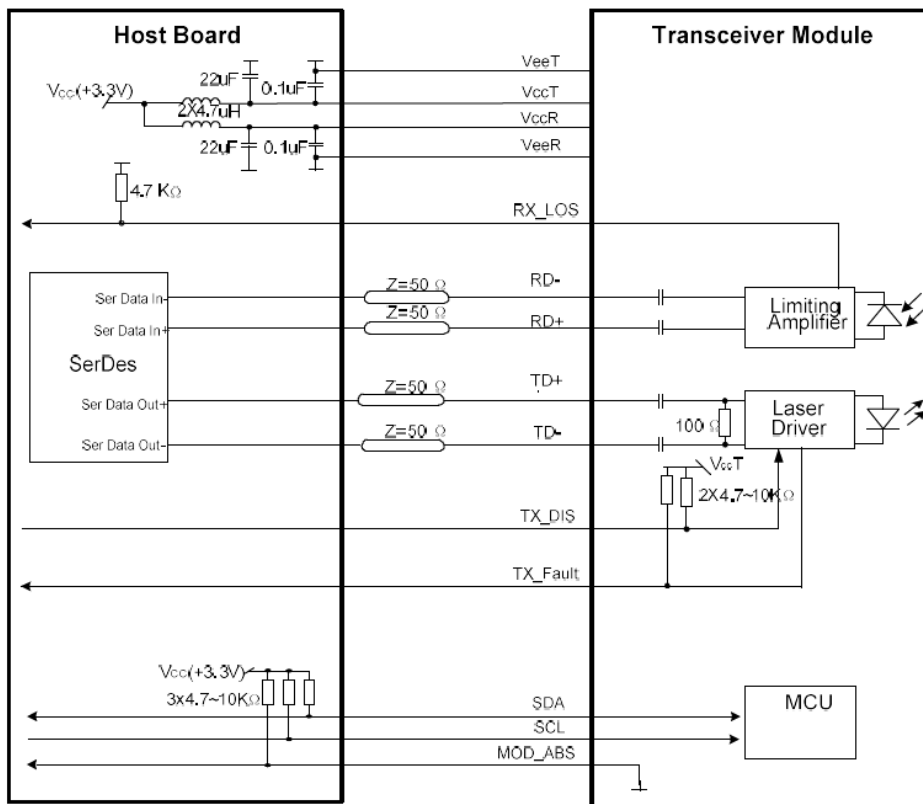 Host Board
Transceiver Module
VeeT
22uF
0.1uF
Vcc(+3.3V)
VccT
2X4.7uH
VccR
22uF
0.1uF
VeeR
4.7 KΩ
RX_LOS
Z=50 Ω
RD-
Ser Data In-
Z=50 Ω
Limiting
Amplifier
Ser Data In+
RD+
SerDes
Z=50 Ω
TD+
Ser Data Out+
Laser
Driver
100 Ω
Z=50 Ω
TD-
Ser Data Out-
VccT
2X4.7~10KΩ
TX_DIS
TX_Fault
Vcc(+3.3V)
3x4.7~10KΩ
SDA
MCU
SCL
MOD_ABS